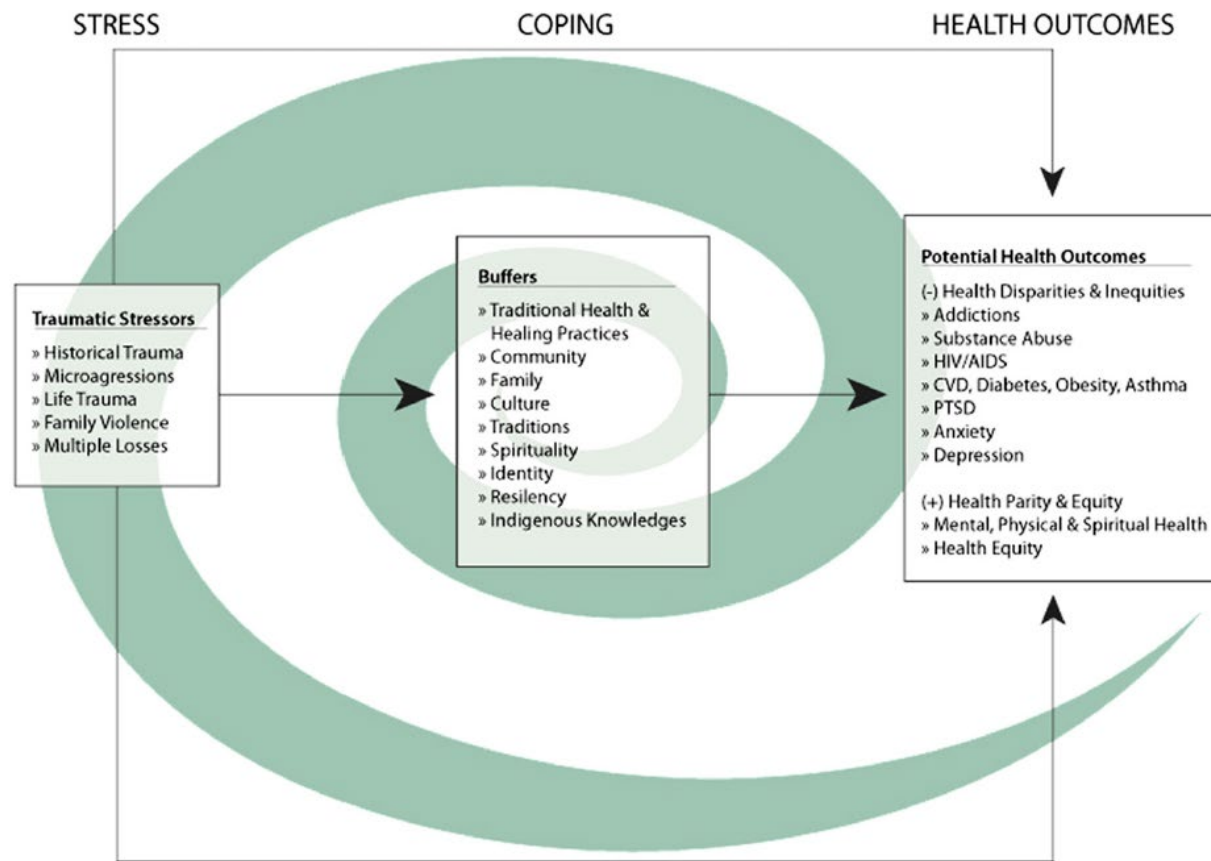 STRESS
COPING
HEALTH OUTCOMES
Traumatic Stressors
» Historical Trauma
» Microagressions
» Life Trauma
» Family Violence
» Multiple Losses
Buffers
» Traditional Health &
Healing Practices
» Community
» Family
» Culture
» Traditions
» Spirituality
» Identity
» Resilency
» Indigenous Knowledges
Potential Health Outcomes
(-) Health Disparities & Inequities
» Addictions
» Substance Abuse
» HIV/AIDS
» CVD, Diabetes, Obesity, Asthma
» PTSD
» Anxiety
» Depression
(+) Health Parity & Equity
» Mental, Physical & Spiritual Health
» Health Equity